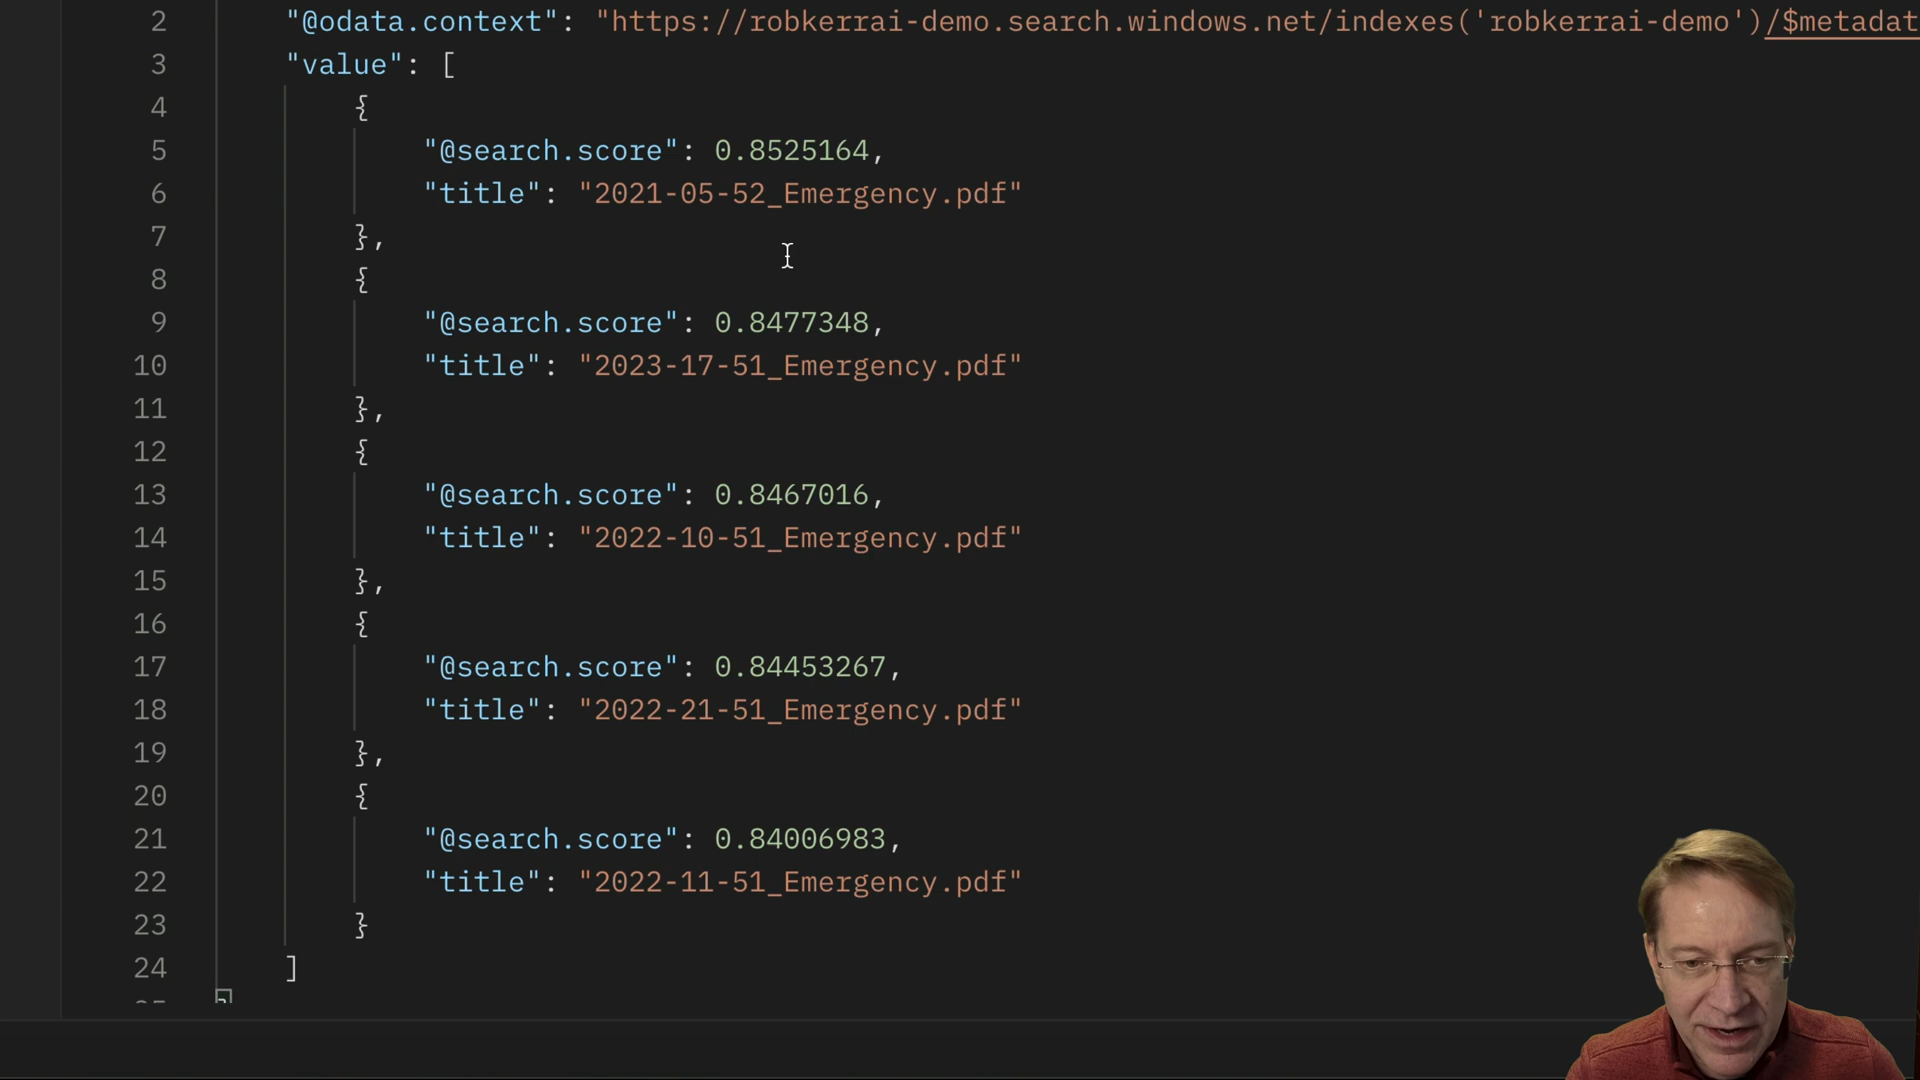 2 "@odata.context": "https://robkerrai-demo.search.windows.net/indexes('robkerrai-demo')/$metadat
3 "value": [
4 {
5 "@search.score": 0.8525164,
6 "title": "2021-05-52_Emergency.pdf"
7 },
8 {
9 "@search.score": 0.8477348,
10 "title": "2023-17-51_Emergency.pdf"
11 },
12 {
13 "@search.score": 0.8467016,
14 "title": "2022-10-51_Emergency.pdf"
15 },
16 {
17 "@search.score": 0.84453267,
18 "title": "2022-21-51_Emergency.pdf"
19 },
20 {
21 "@search.score": 0.84006983,
22 "title": "2022-11-51_Emergency.pdf"
23 }
24 ]